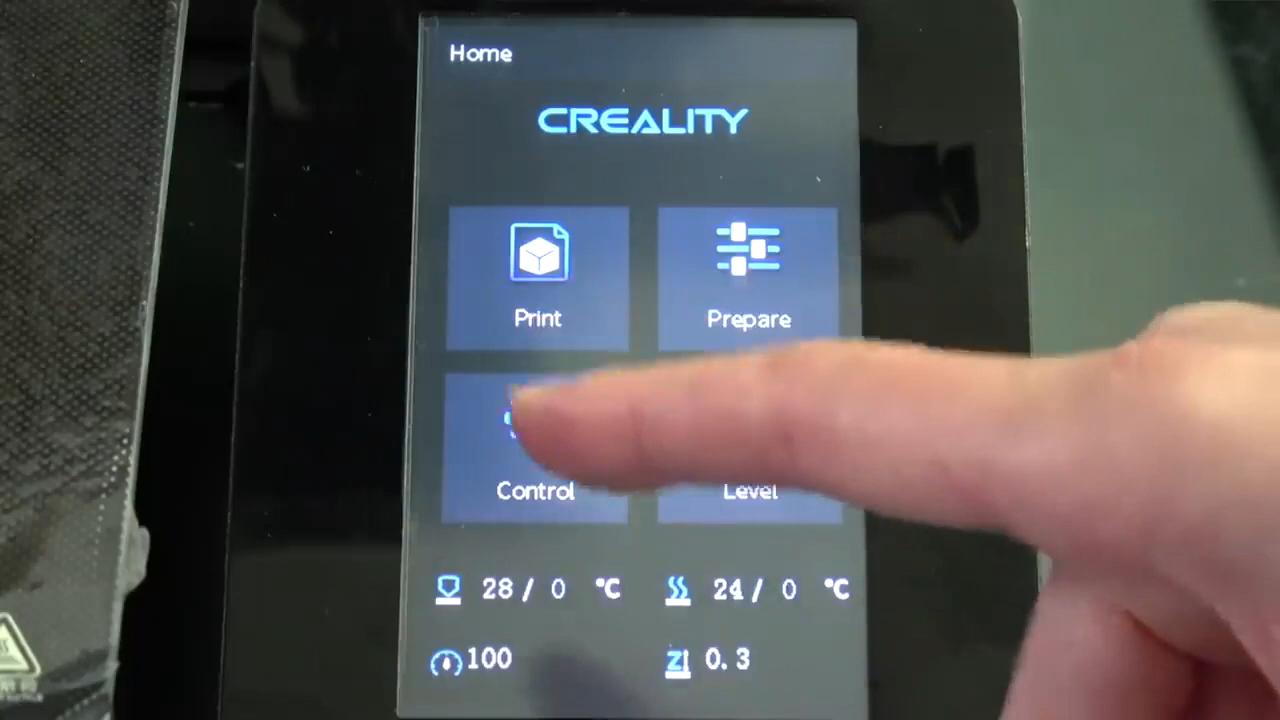 Home
CREALITY
Print
Prepare
Control
Level
28 / 0 °C
24 / 0 °C
100
Z 0.3